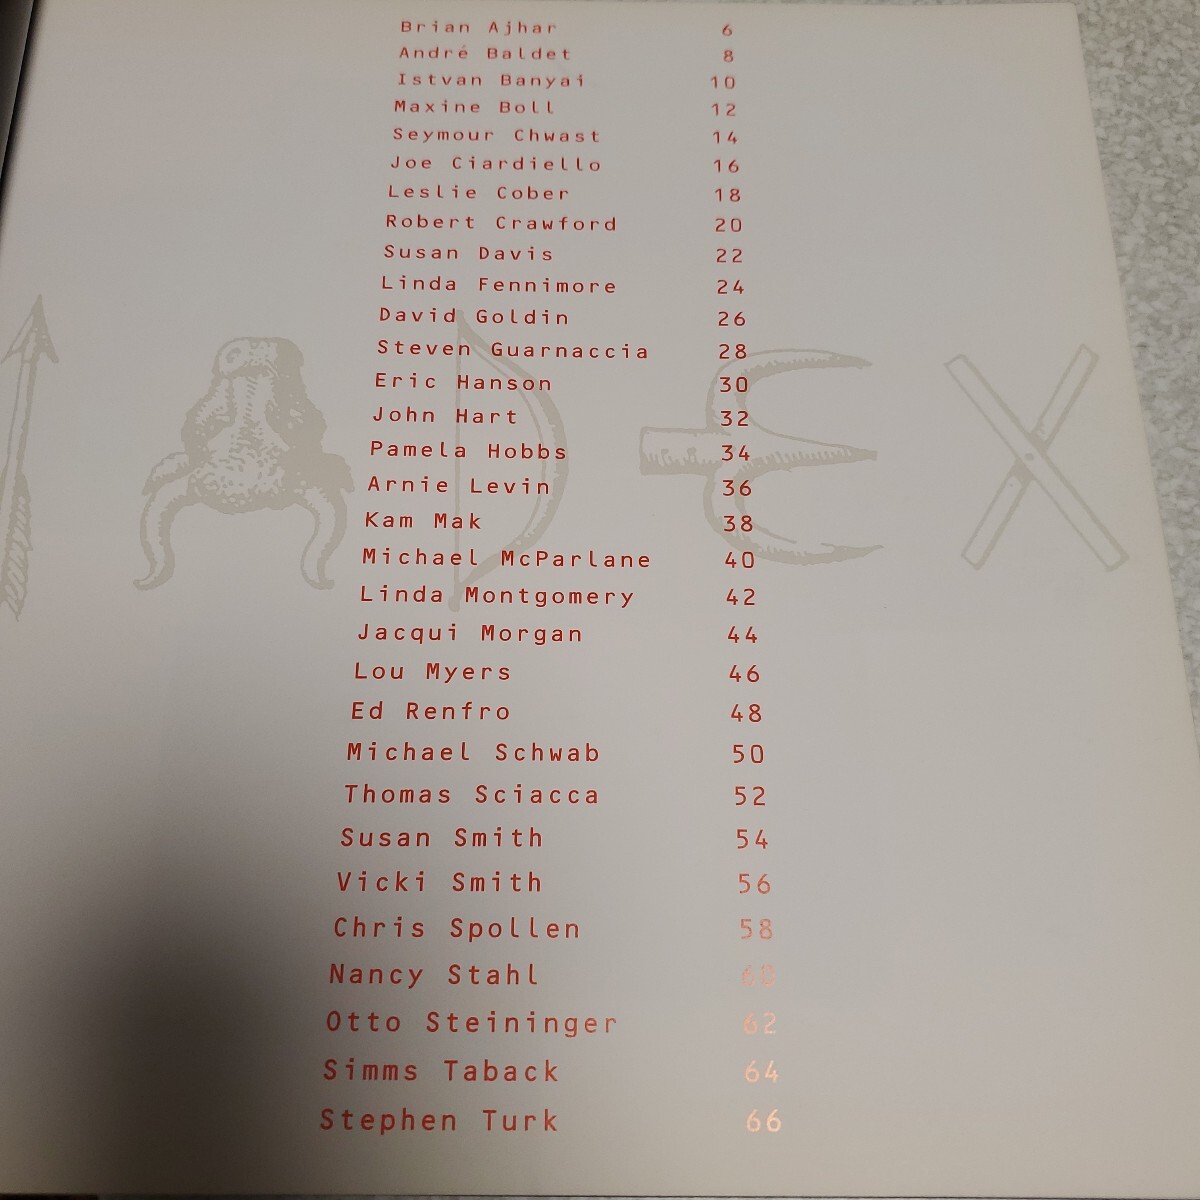 Brian Ajhar 6
André Baldet 8
Istvan Banyai 10
Maxine Boll 12
Seymour Chwast 14
Joe Ciardiello 16
Leslie Cober 18
Robert Crawford 20
Susan Davis 22
Linda Fennimore 24
David Goldin 26
Steven Guarnaccia 28
Eric Hanson 30
John Hart 32
Pamela Hobbs 34
Arnie Levin 36
Kam Mak 38
Michael McParlane 40
Linda Montgomery 42
Jacqui Morgan 44
Lou Myers 46
Ed Renfro 48
Michael Schwab 50
Thomas Sciacca 52
Susan Smith 54
Vicki Smith 56
Chris Spollen 58
Nancy Stahl 60
Otto Steininger 62
Simms Taback 64
Stephen Turk 66
INDEX